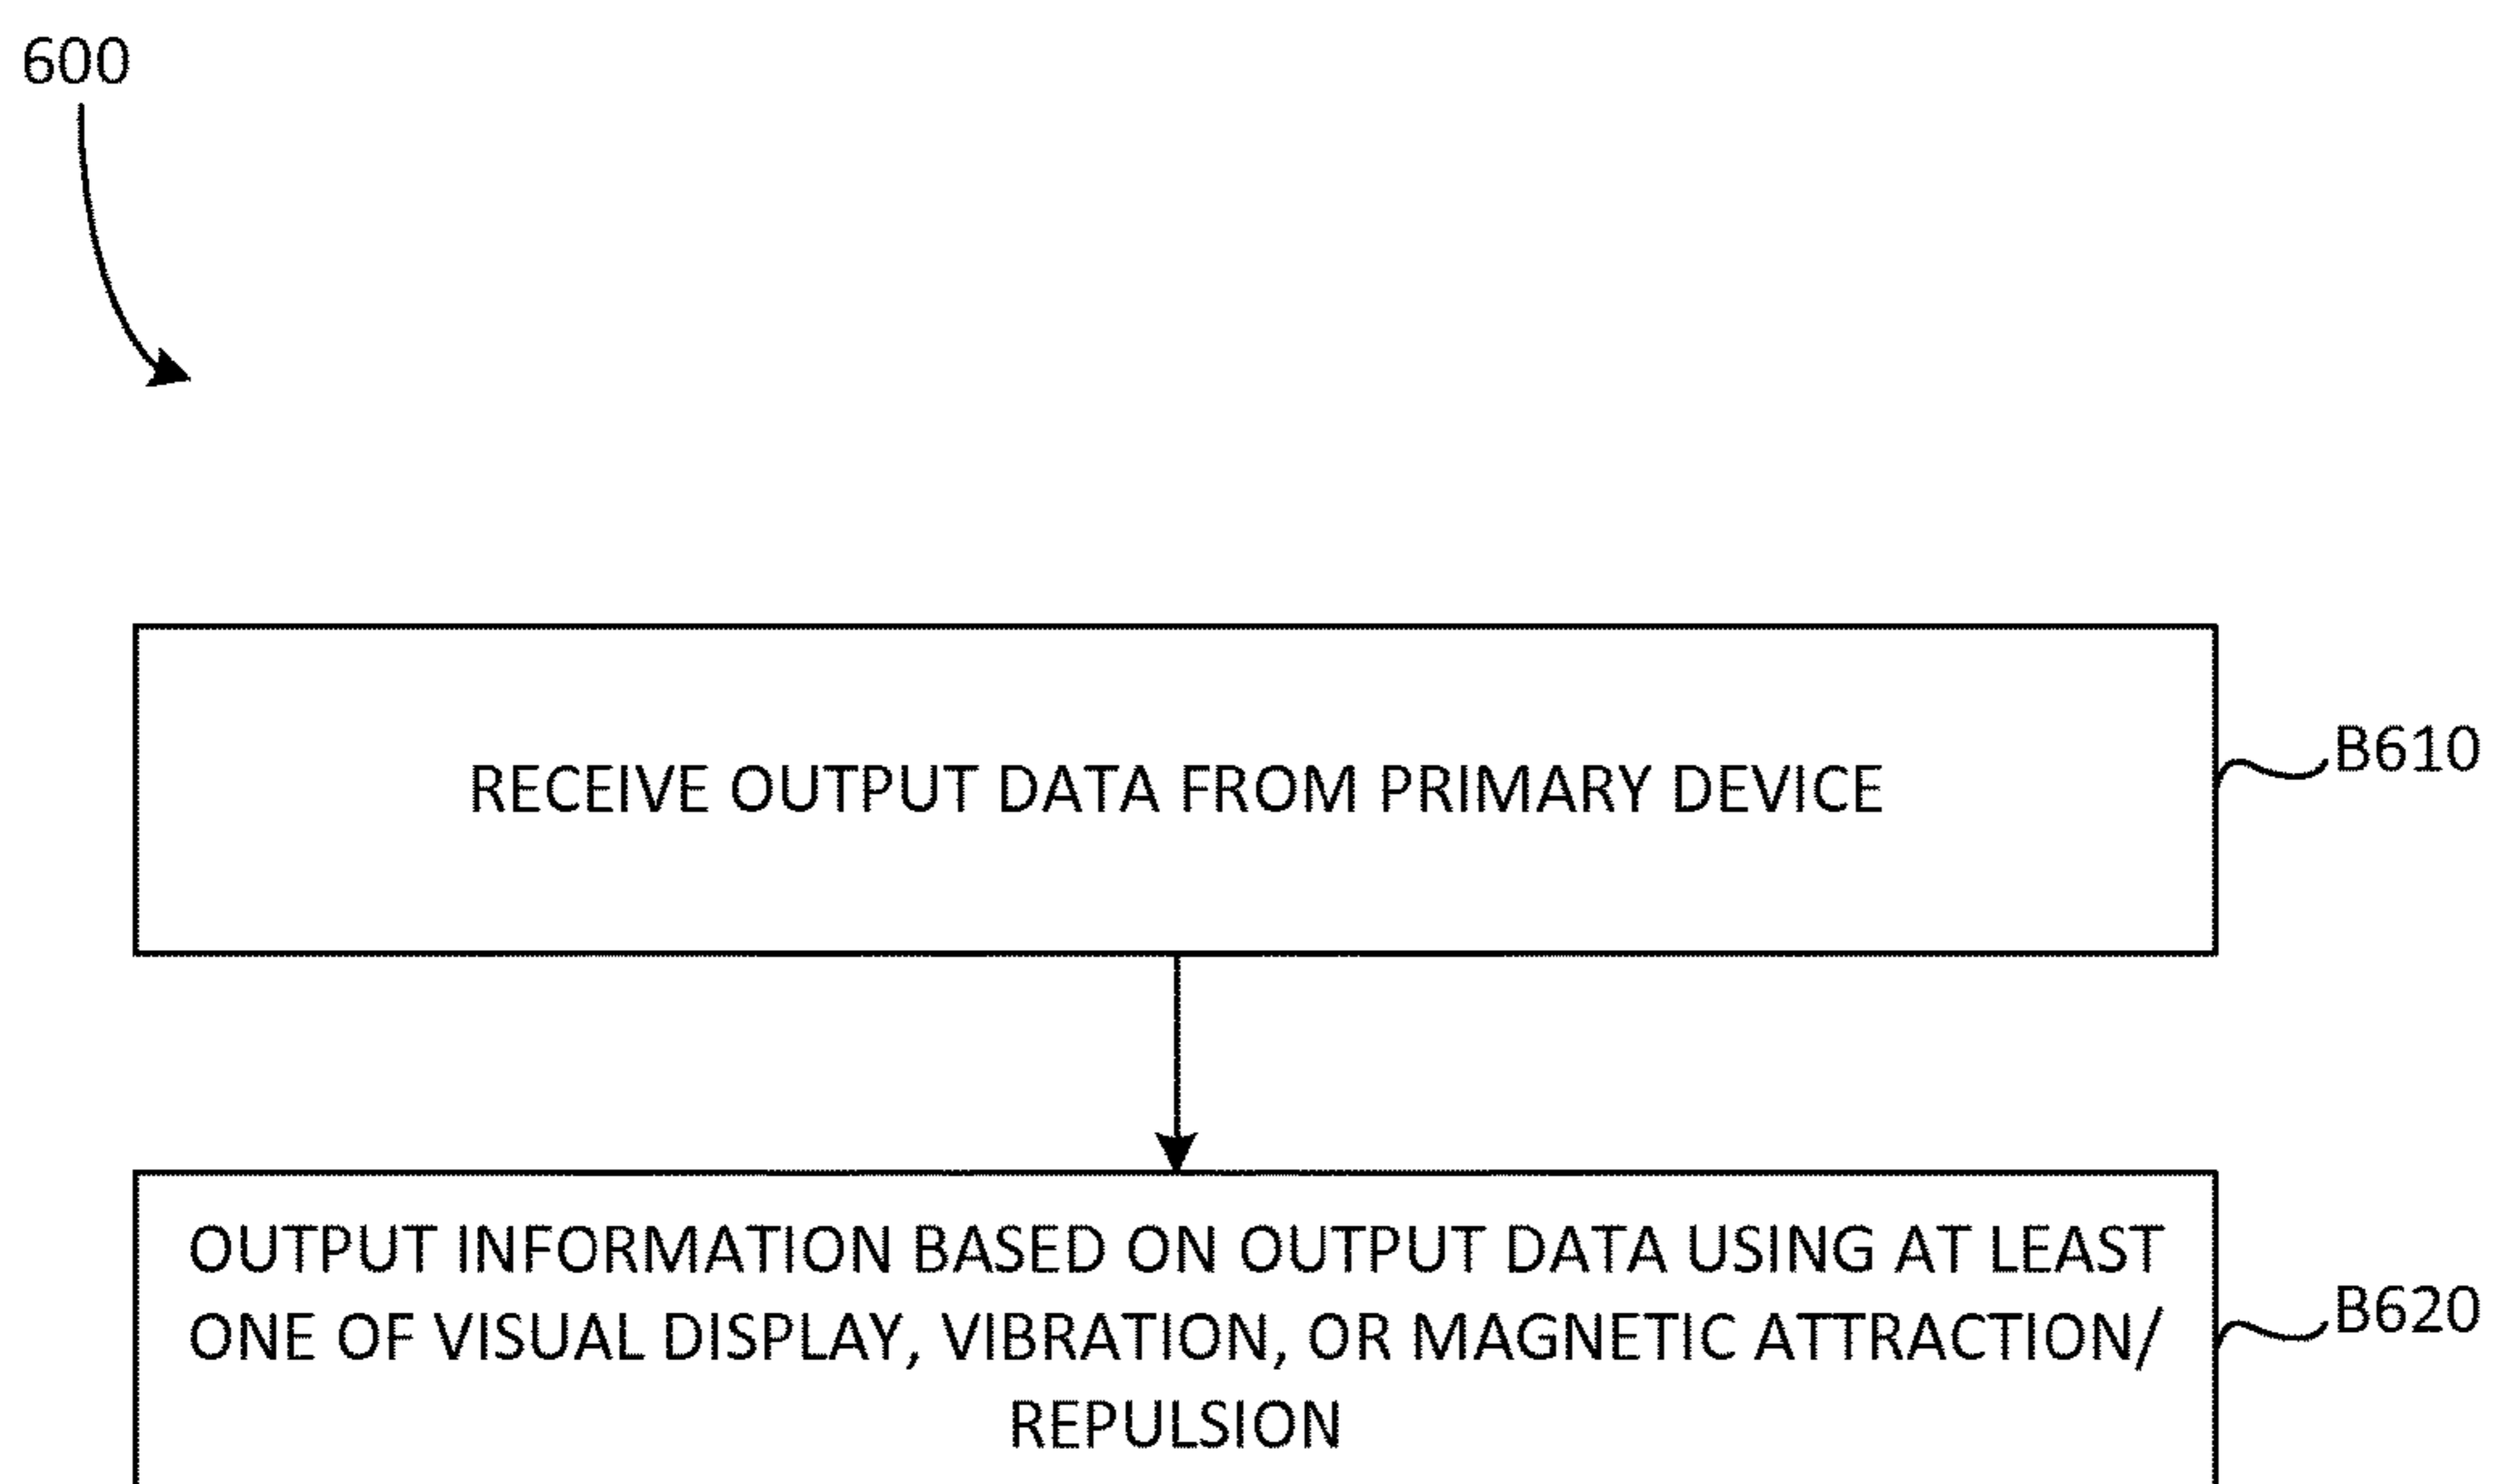 600
RECEIVE OUTPUT DATA FROM PRIMARY DEVICE
B610
OUTPUT INFORMATION BASED ON OUTPUT DATA USING AT LEAST
ONE OF VISUAL DISPLAY, VIBRATION, OR MAGNETIC ATTRACTION/
REPULSION
B620